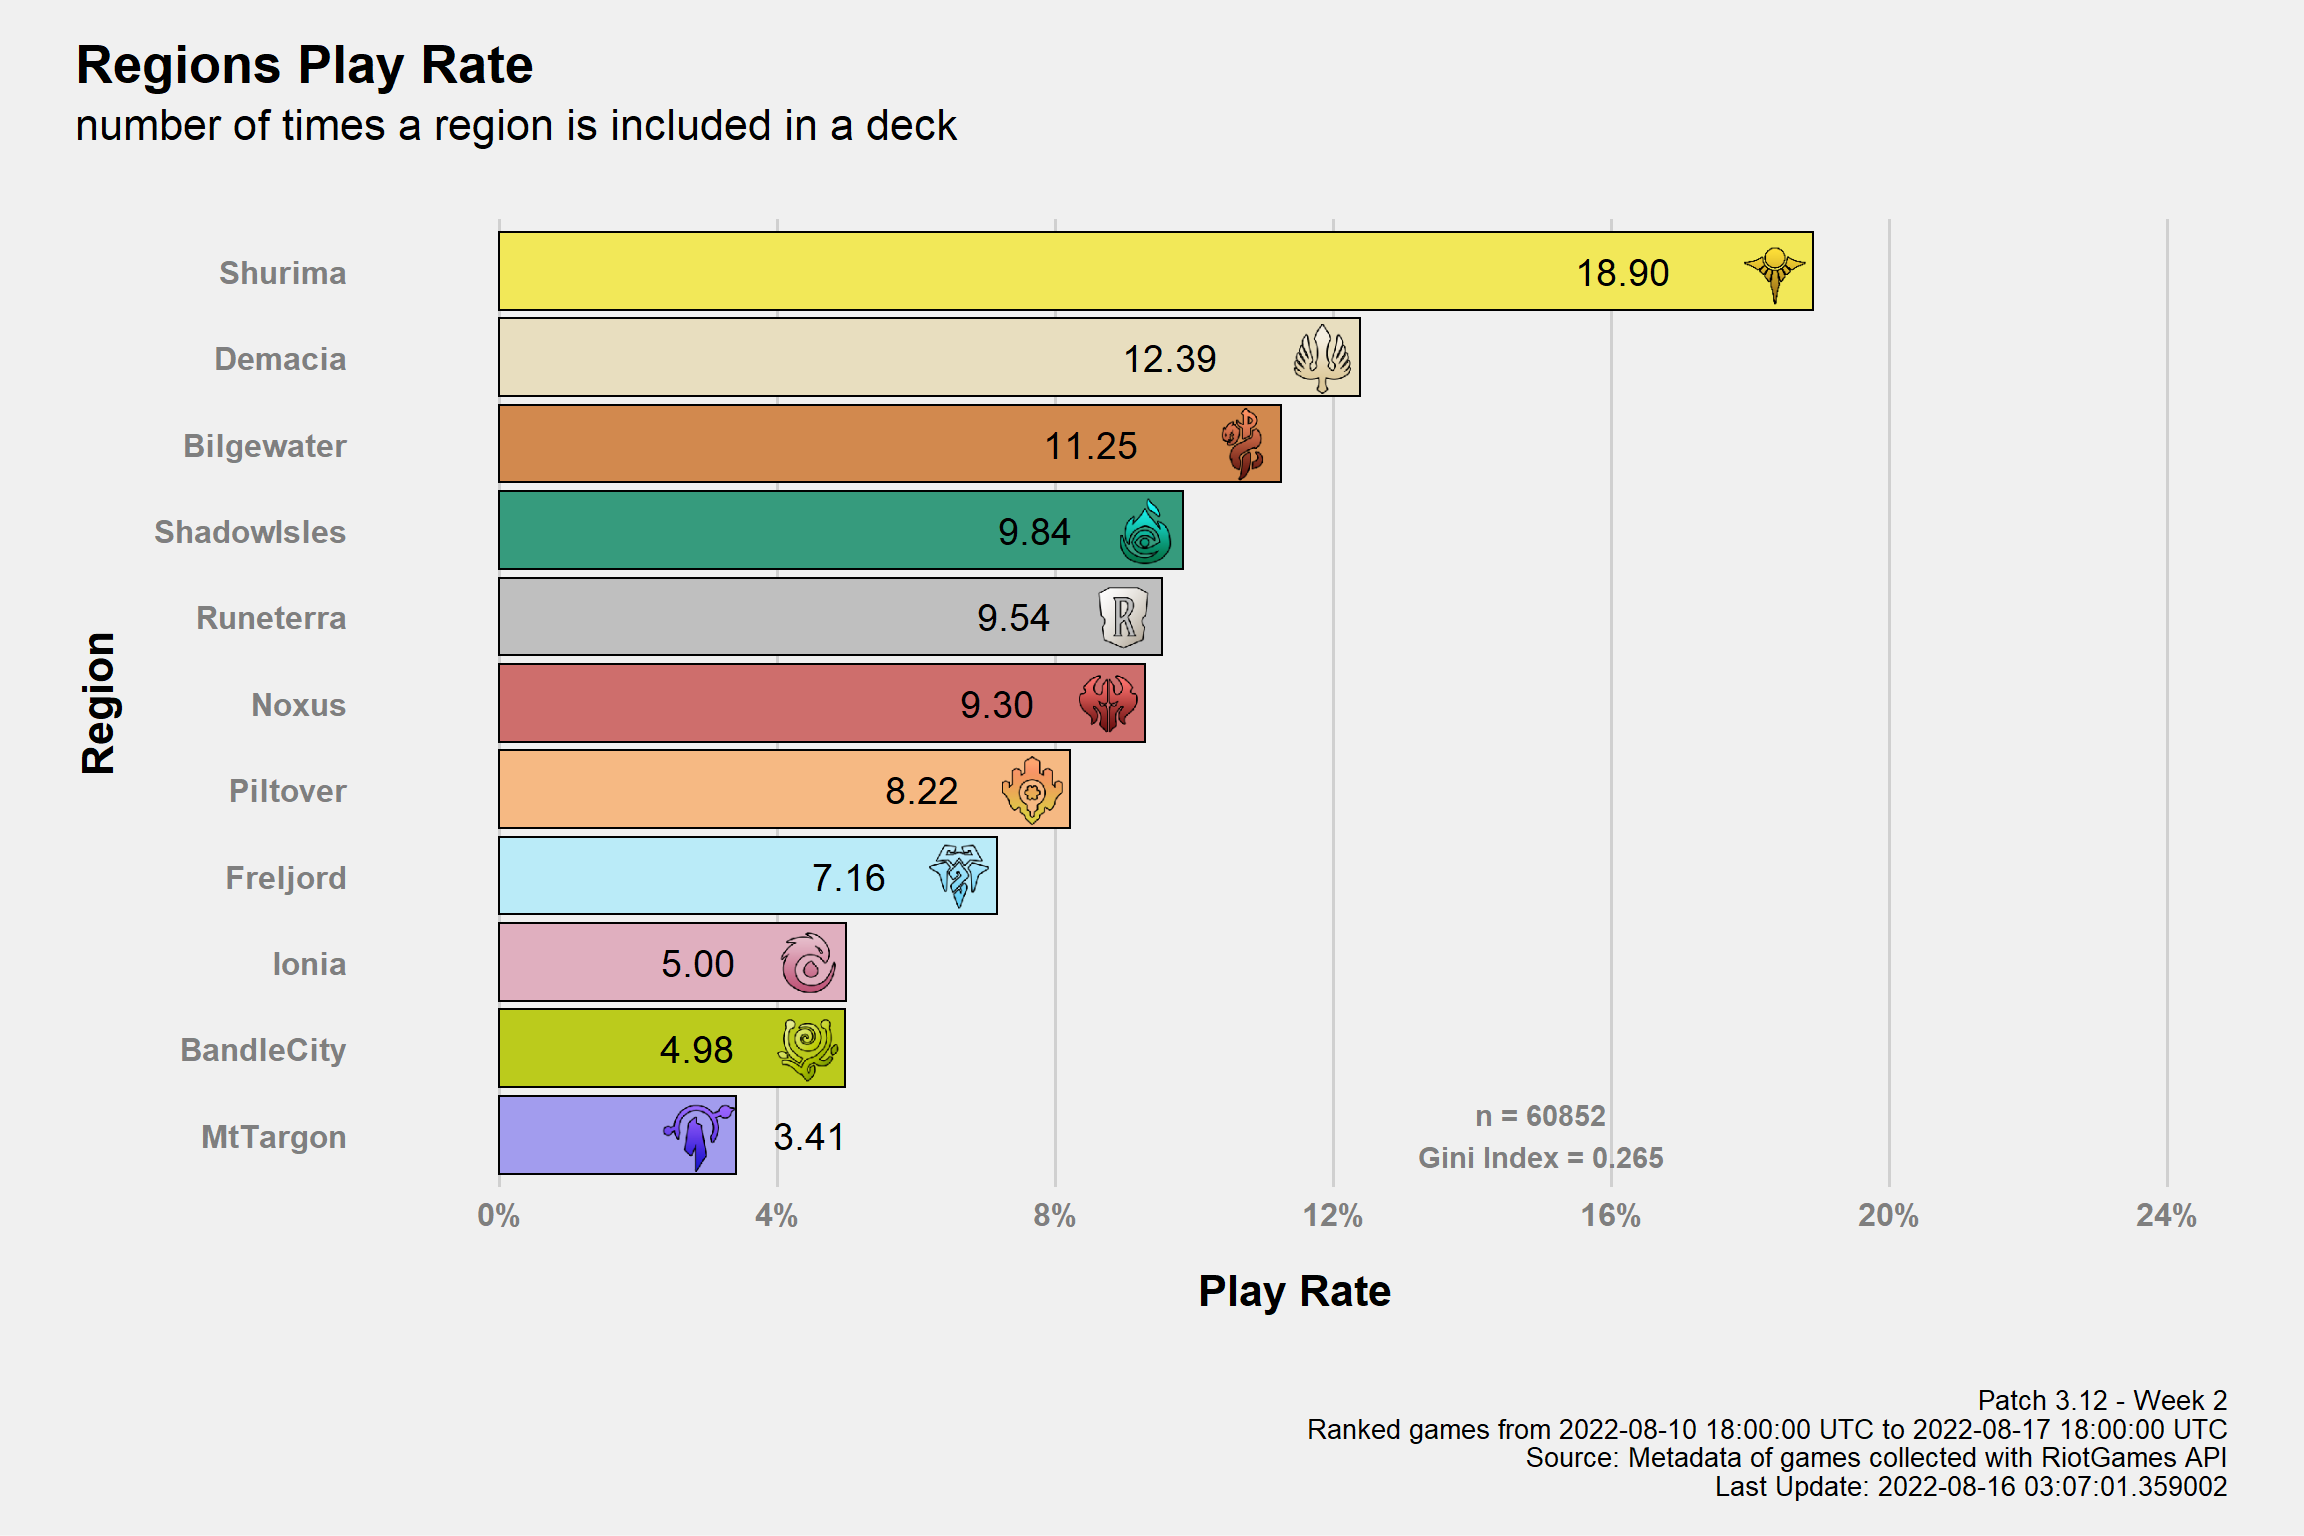 Regions Play Rate
number of times a region is included in a deck
Region
Shurima
18.90
Demacia
12.39
Bilgewater
11.25
ShadowIsles
9.84
Runeterra
9.54
R
Noxus
9.30
Piltover
8.22
Freljord
7.16
Ionia
5.00
BandleCity
4.98
MtTargon
3.41
n = 60852
Gini Index = 0.265
0% 4% 8% 12% 16% 20% 24%
Play Rate
Patch 3.12 - Week 2
Ranked games from 2022-08-10 18:00:00 UTC to 2022-08-17 18:00:00 UTC
Source: Metadata of games collected with RiotGames API
Last Update: 2022-08-16 03:07:01.359002